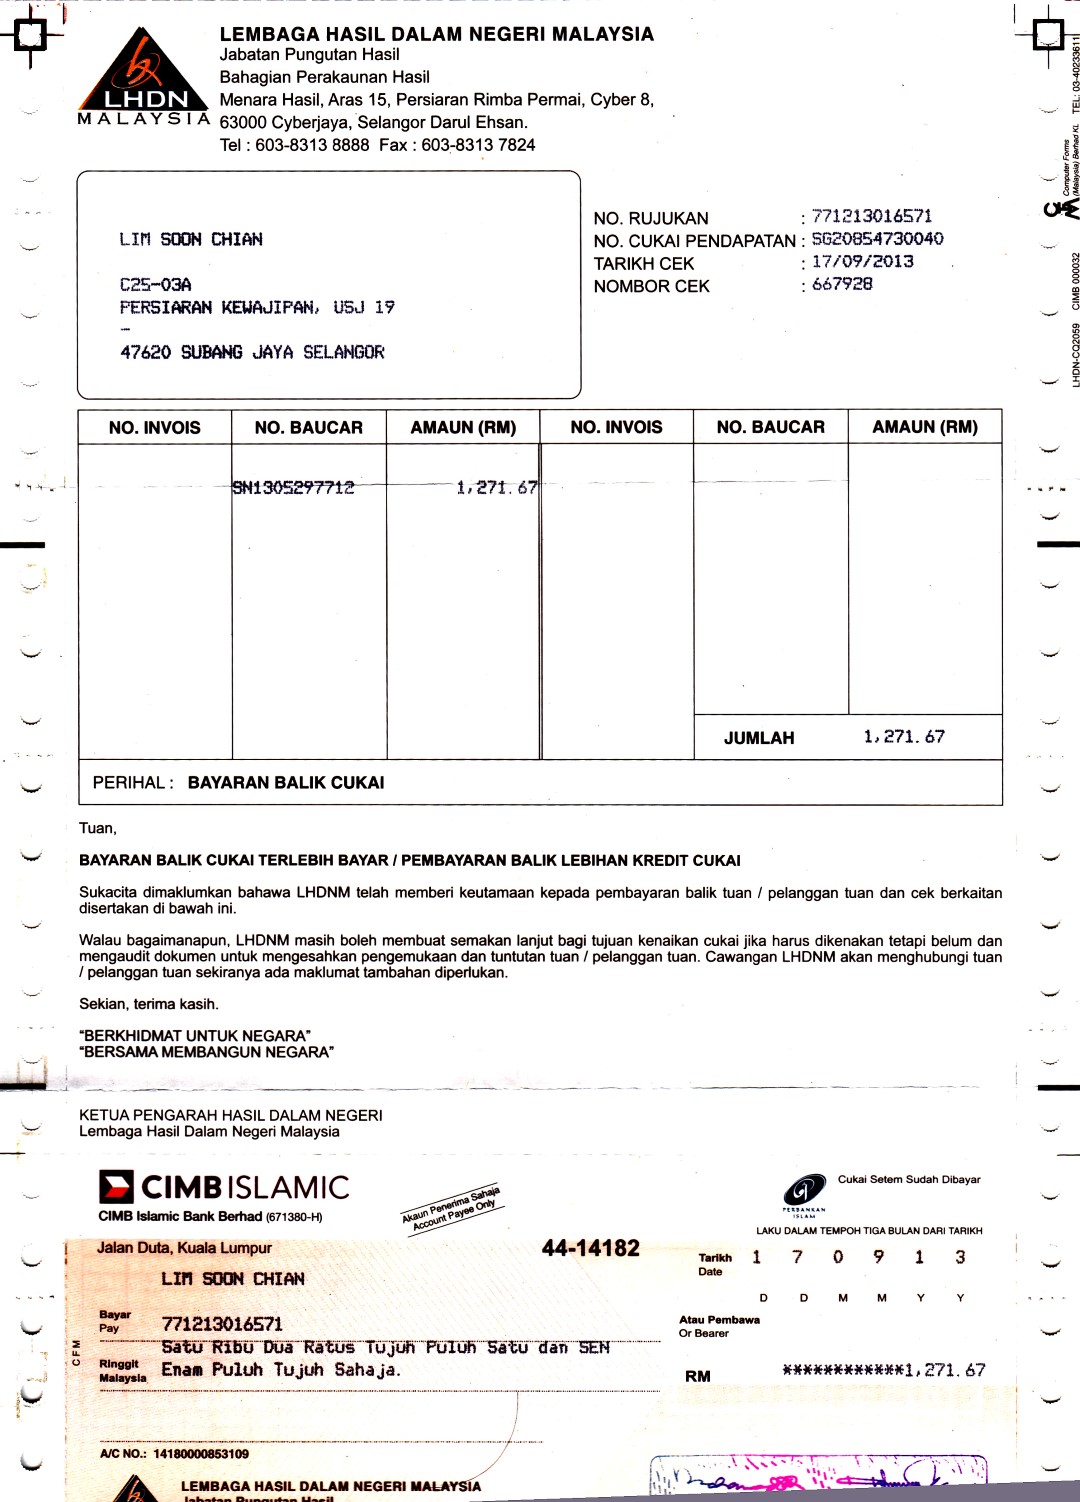 LEMBAGA HASIL DALAM NEGERI MALAYSIA
Jabatan Pungutan Hasil
Bahagian Perakaunan Hasil
Menara Hasil, Aras 15, Persiaran Rimba Permai, Cyber 8,
63000 Cyberjaya, Selangor Darul Ehsan.
Tel : 603-8313 8888 Fax : 603-8313 7824
LHDN
MALAYSIA
TEL: 03-40233611
Computer Forms
(Malaysia) Berhad KL
LHDN-CQ2059 CIMB 000032
LIM SOON CHIAN
C25-03A
PERSIARAN KEWAJIPAN, USJ 19
-
47620 SUBANG JAYA SELANGOR
NO. RUJUKAN : 771213016571
NO. CUKAI PENDAPATAN : SG20854730040
TARIKH CEK : 17/09/2013
NOMBOR CEK : 667928
NO. INVOIS NO. BAUCAR AMAUN (RM) NO. INVOIS NO. BAUCAR AMAUN (RM)
SN1305297712 1,271.67
JUMLAH 1,271.67
PERIHAL : BAYARAN BALIK CUKAI
Tuan,
BAYARAN BALIK CUKAI TERLEBIH BAYAR / PEMBAYARAN BALIK LEBIHAN KREDIT CUKAI
Sukacita dimaklumkan bahawa LHDNM telah memberi keutamaan kepada pembayaran balik tuan / pelanggan tuan dan cek berkaitan
disertakan di bawah ini.
Walau bagaimanapun, LHDNM masih boleh membuat semakan lanjut bagi tujuan kenaikan cukai jika harus dikenakan tetapi belum dan
mengaudit dokumen untuk mengesahkan pengemukaan dan tuntutan tuan / pelanggan tuan. Cawangan LHDNM akan menghubungi tuan
/ pelanggan tuan sekiranya ada maklumat tambahan diperlukan.
Sekian, terima kasih.
“BERKHIDMAT UNTUK NEGARA”
“BERSAMA MEMBANGUN NEGARA”
KETUA PENGARAH HASIL DALAM NEGERI
Lembaga Hasil Dalam Negeri Malaysia
CIMB ISLAMIC
CIMB Islamic Bank Berhad (671380-H)
Jalan Duta, Kuala Lumpur
Akaun Penerima Sahaja
Account Payee Only
44-14182
PERBANKAN
ISLAM
Cukai Setem Sudah Dibayar
LAKU DALAM TEMPOH TIGA BULAN DARI TARIKH
Tarikh 1 7 0 9 1 3
Date
D D M M Y Y
LIM SOON CHIAN
Bayar
Pay
771213016571
Atau Pembawa
Or Bearer
CFM
Satu Ribu Dua Ratus Tujuh Puluh Satu dan SEN
Ringgit
Malaysia
Enam Puluh Tujuh Sahaja.
RM ************1,271.67
A/C NO.: 14180000853109
LEMBAGA HASIL DALAM NEGERI MALAYSIA
Jabatan Pungutan Hasil